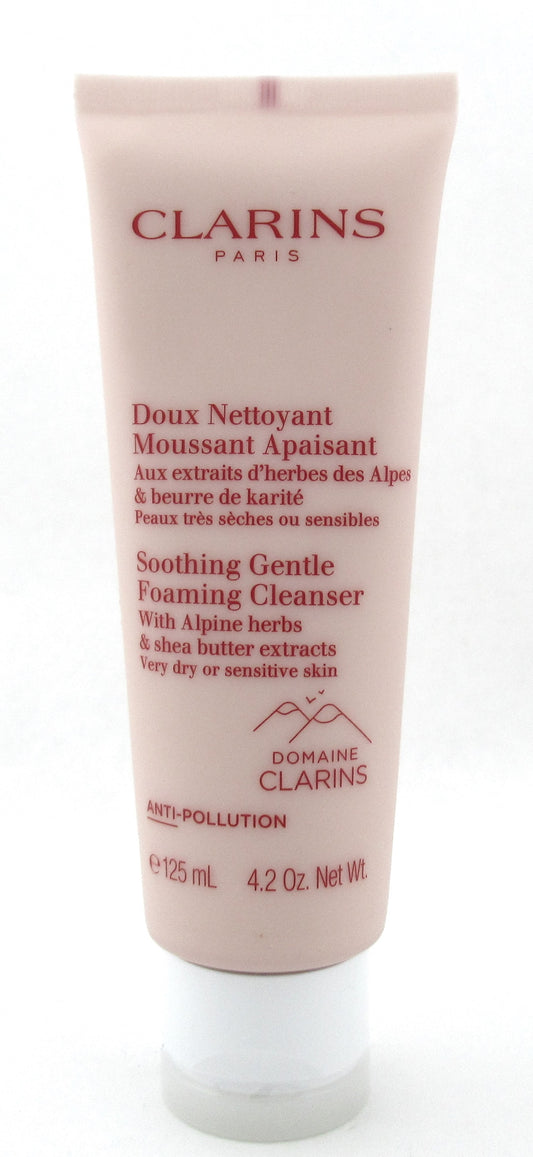 CLARINS
PARIS
Doux Nettoyant
Moussant Apaisant
Aux extraits d'herbes des Alpes
& beurre de karité
Peaux très sèches ou sensibles
Soothing Gentle
Foaming Cleanser
With Alpine herbs
& shea butter extracts
Very dry or sensitive skin
DOMAINE
CLARINS
ANTI-POLLUTION
℮125 mL 4.2 Oz. Net Wt.